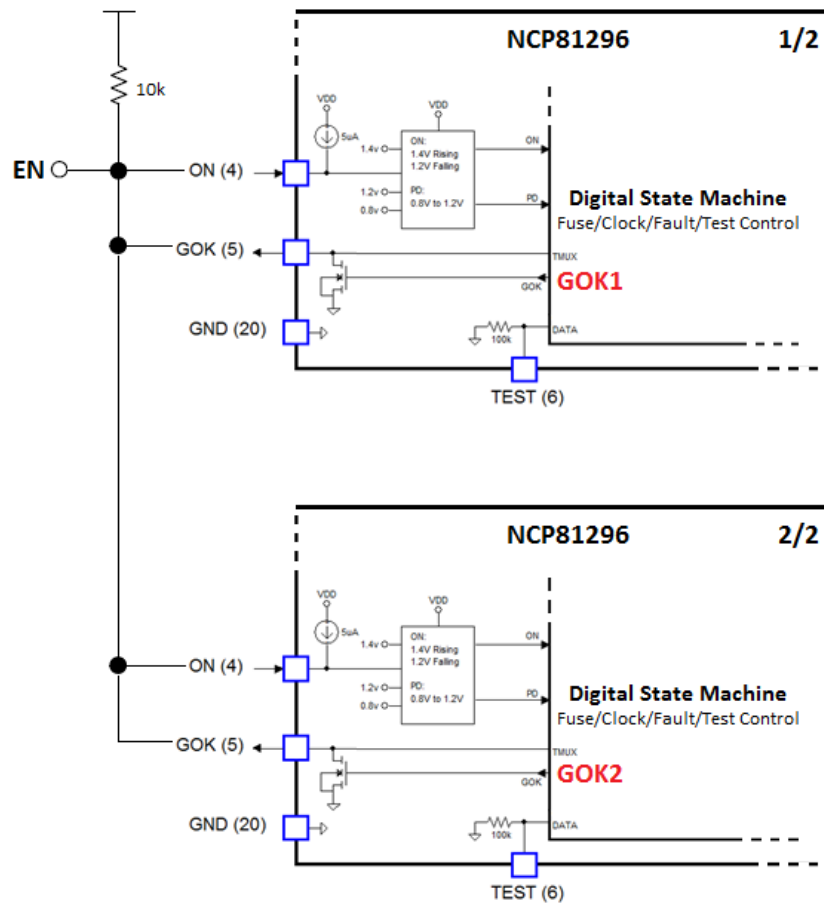 NCP81296 1/2
10k
VDD
VDD
5uA
1.4v
ON:
1.4V Rising
1.2V Falling
ON
EN
ON (4)
1.2v
PD:
0.8V to 1.2V
0.8v
PD
Digital State Machine
Fuse/Clock/Fault/Test Control
GOK (5)
TMUX
GOK
GOK1
GND (20)
100k
DATA
TEST (6)
NCP81296 2/2
VDD
VDD
5uA
1.4v
ON:
1.4V Rising
1.2V Falling
ON
ON (4)
1.2v
PD:
0.8V to 1.2V
0.8v
PD
Digital State Machine
Fuse/Clock/Fault/Test Control
GOK (5)
TMUX
GOK
GOK2
GND (20)
100k
DATA
TEST (6)